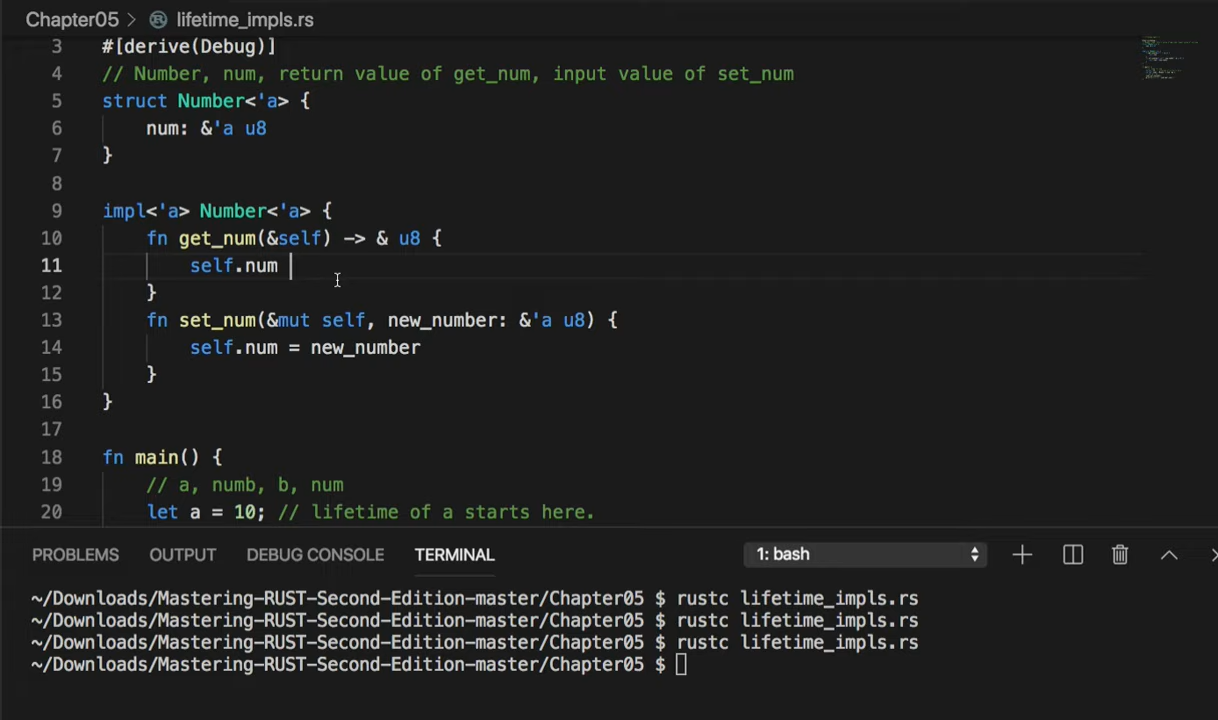 Chapter05 > lifetime_impls.rs
3 #[derive(Debug)]
4 // Number, num, return value of get_num, input value of set_num
5 struct Number<'a> {
6 num: &'a u8
7 }
8
9 impl<'a> Number<'a> {
10 fn get_num(&self) -> & u8 {
11 self.num
12 }
13 fn set_num(&mut self, new_number: &'a u8) {
14 self.num = new_number
15 }
16 }
17
18 fn main() {
19 // a, numb, b, num
20 let a = 10; // lifetime of a starts here.
PROBLEMS OUTPUT DEBUG CONSOLE TERMINAL 1: bash
~/Downloads/Mastering-RUST-Second-Edition-master/Chapter05 $ rustc lifetime_impls.rs
~/Downloads/Mastering-RUST-Second-Edition-master/Chapter05 $ rustc lifetime_impls.rs
~/Downloads/Mastering-RUST-Second-Edition-master/Chapter05 $ rustc lifetime_impls.rs
~/Downloads/Mastering-RUST-Second-Edition-master/Chapter05 $